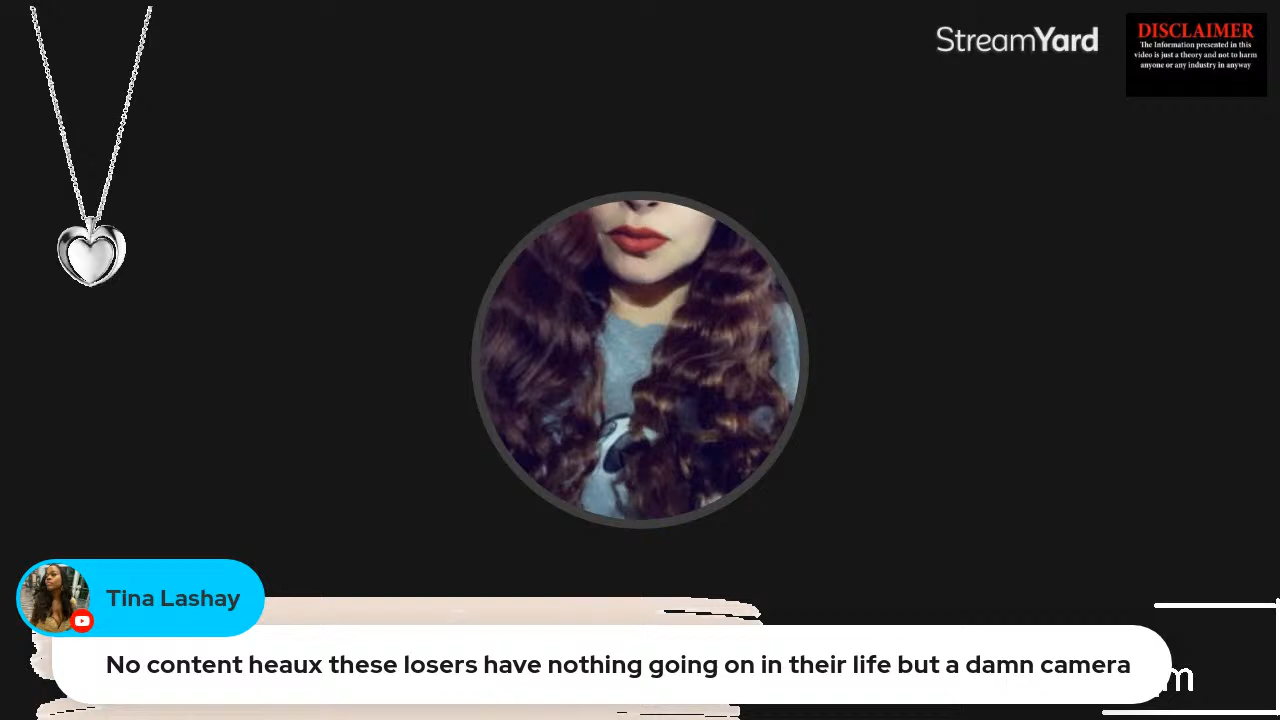 StreamYard
DISCLAIMER
The Information presented in this
video is just a theory and not to harm
anyone or any industry in anyway
Tina Lashay
No content heaux these losers have nothing going on in their life but a damn camera
m